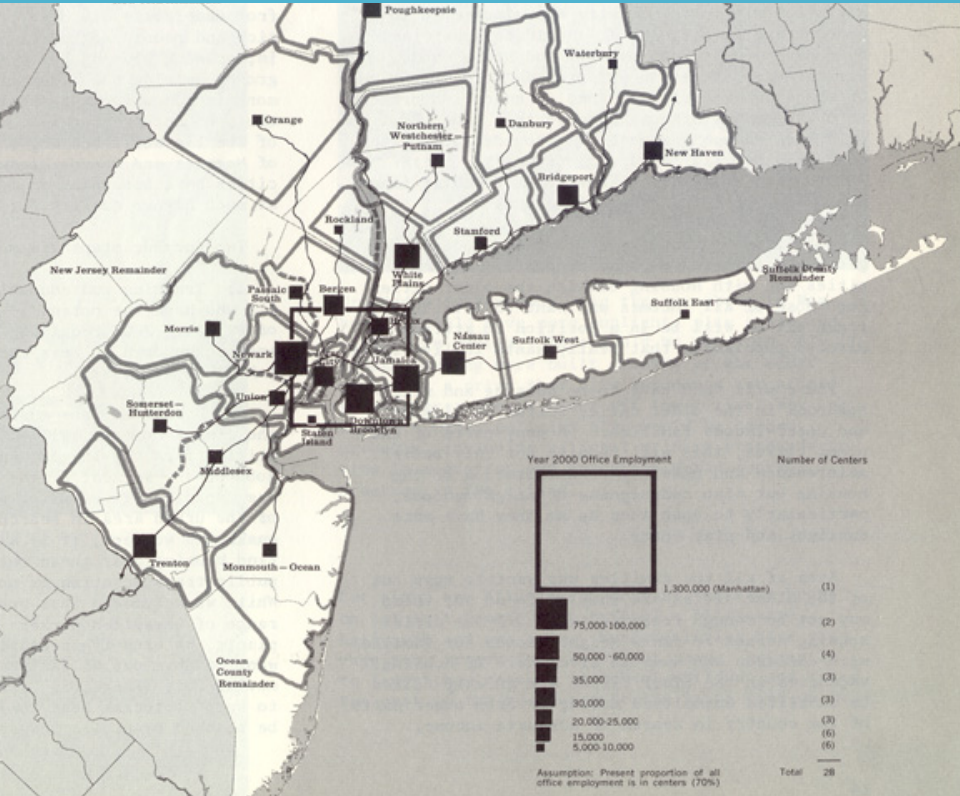 Poughkeepsie
Waterbury
Orange
Danbury
Northern
Westchester
Putnam
New Haven
Bridgeport
Rockland
Stamford
White
Plains
New Jersey Remainder
Suffolk County
Remainder
Passaic
South
Bergen
Suffolk East
Morris
Nassau
Center
Suffolk West
Newark
City
Jamaica
Union
Somerset—
Hunterdon
Downtown
Brooklyn
Staten
Island
Middlesex
Trenton
Monmouth—Ocean
Ocean
County
Remainder
Year 2000 Office Employment
Number of Centers
1,300,000 (Manhattan) (1)
75,000-100,000 (2)
50,000-60,000 (4)
35,000 (3)
30,000 (3)
20,000-25,000 (3)
15,000 (6)
5,000-10,000 (6)
Assumption: Present proportion of all
office employment is in centers (70%)
Total 28